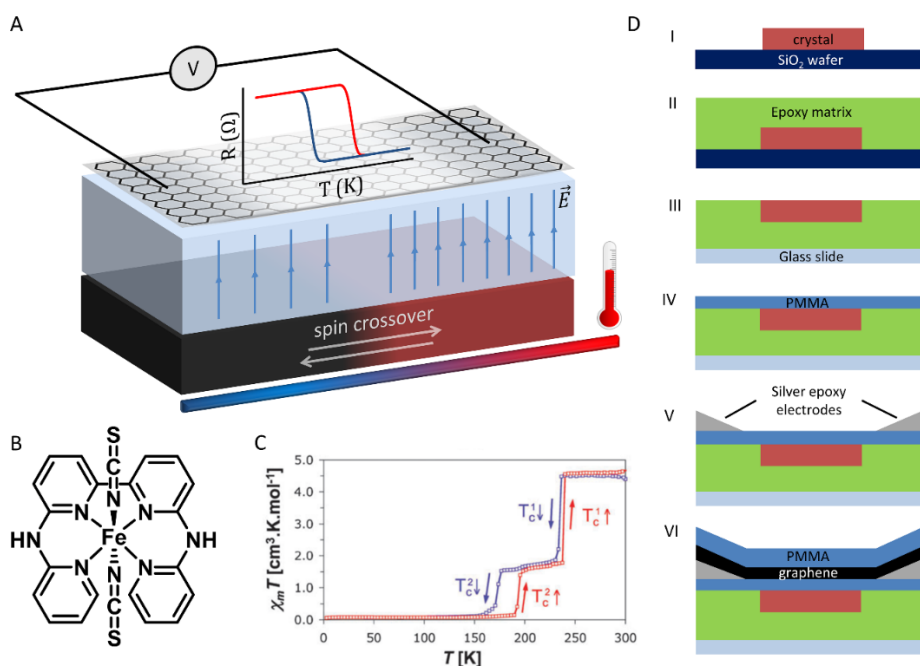 A
V
R (Ω)
T (K)
E
spin crossover
B
S
C
N
N
N
NH
Fe
HN
N
N
N
C
S
C
5.0
4.0
3.0
2.0
1.0
0.0
χmT [cm³.K.mol⁻¹]
Tc¹↓
Tc¹↑
Tc²↓
Tc²↑
0
50
100
150
200
250
300
T [K]
D
I
crystal
SiO₂ wafer
II
Epoxy matrix
III
Glass slide
IV
PMMA
V
Silver epoxy
electrodes
VI
PMMA
graphene